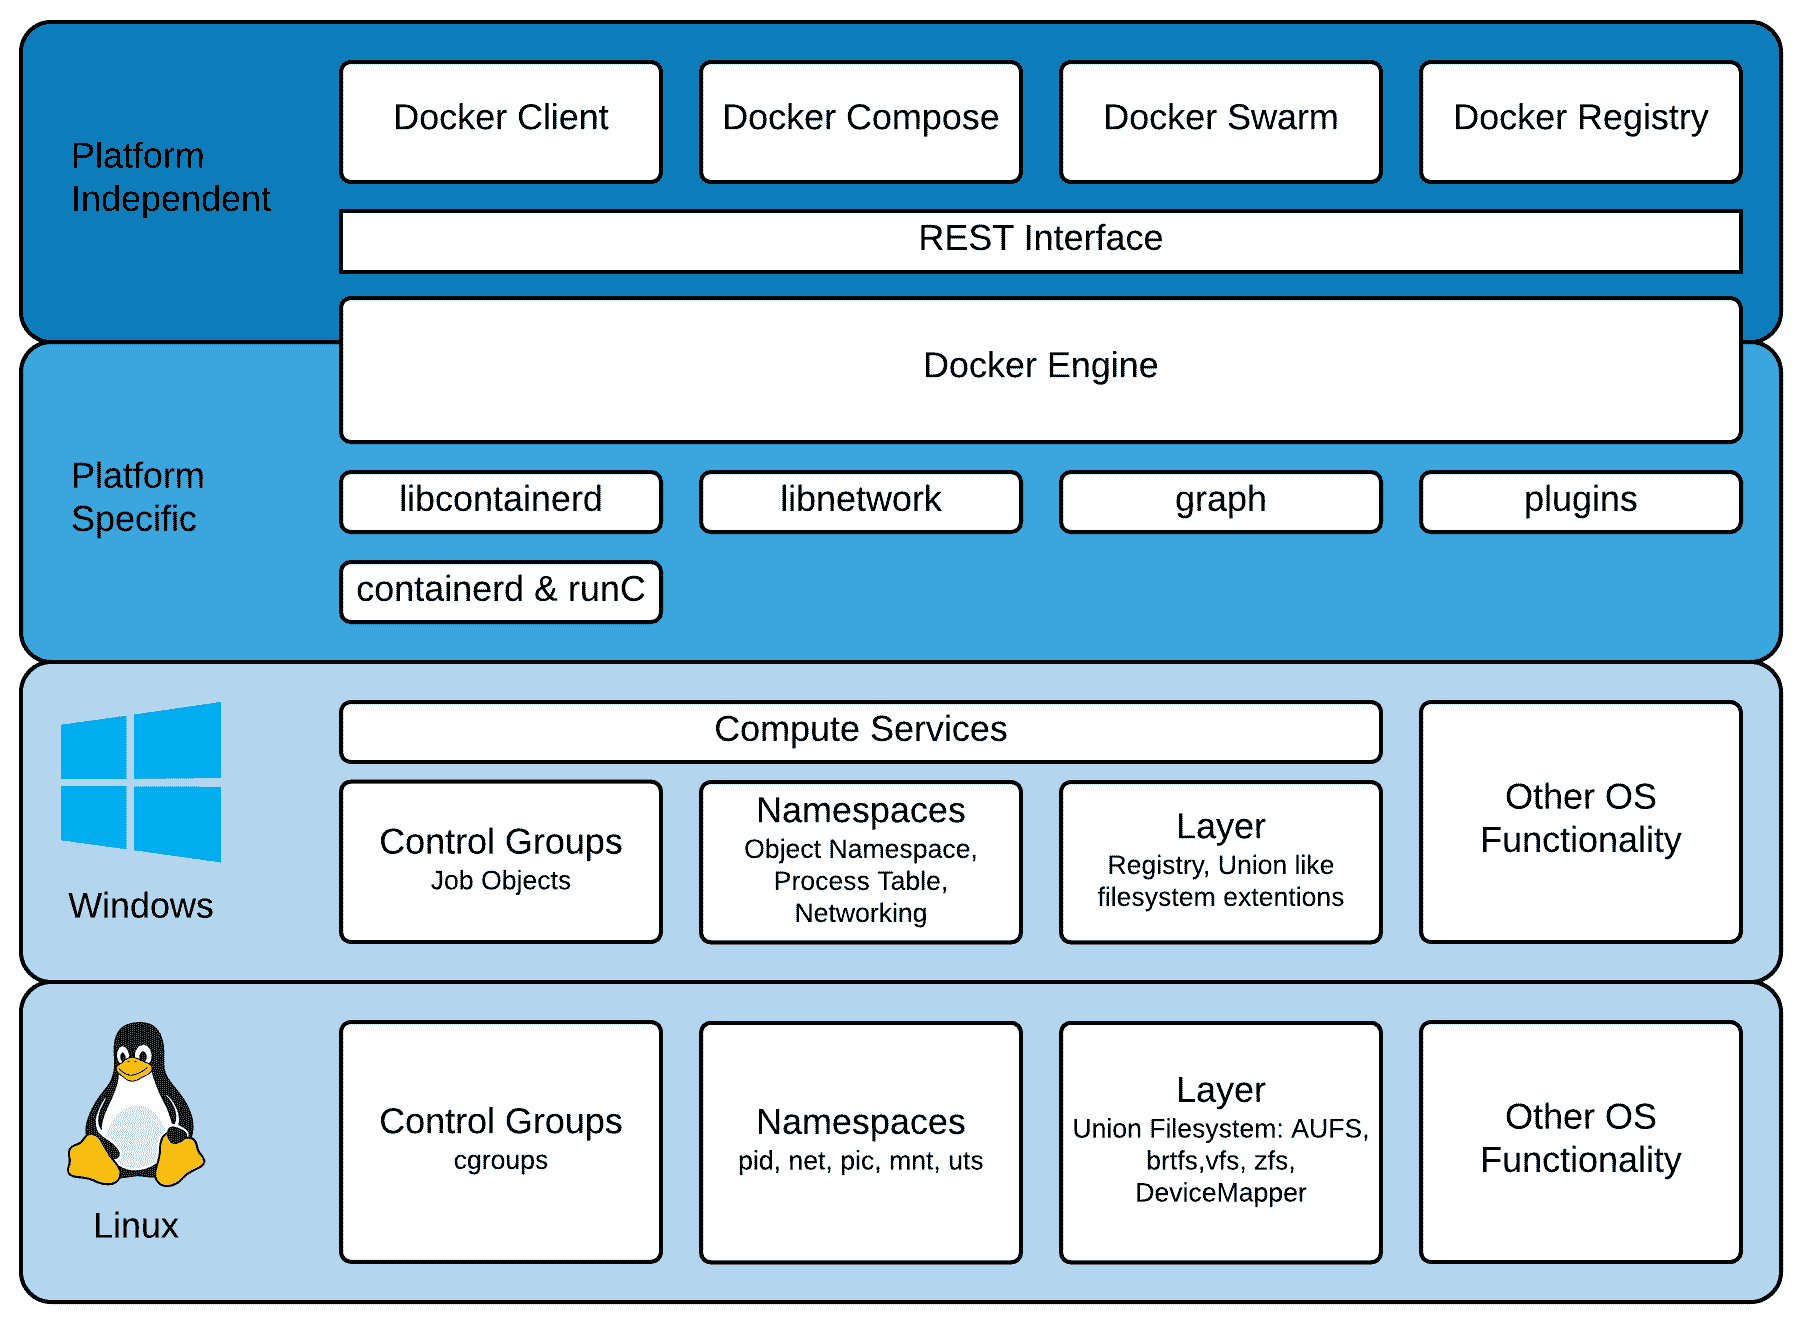 Docker Client
Docker Compose
Docker Swarm
Docker Registry
Platform
Independent
REST Interface
Docker Engine
Platform
Specific
libcontainerd
libnetwork
graph
plugins
containerd & runC
Windows
Compute Services
Control Groups
Job Objects
Namespaces
Object Namespace,
Process Table,
Networking
Layer
Registry, Union like
filesystem extentions
Other OS
Functionality
Linux
Control Groups
cgroups
Namespaces
pid, net, pic, mnt, uts
Layer
Union Filesystem: AUFS,
brtfs,vfs, zfs,
DeviceMapper
Other OS
Functionality